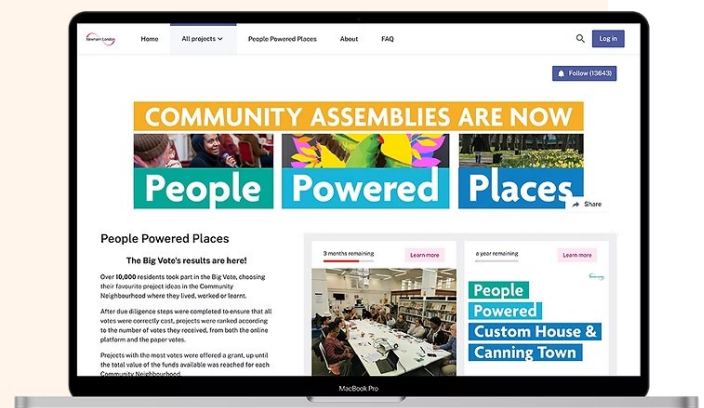 Newham London
Home
All projects
People Powered Places
About
FAQ
Log in
Follow (13643)
COMMUNITY ASSEMBLIES ARE NOW
People Powered Places
Share
People Powered Places
The Big Vote's results are here!
Over 10,000 residents took part in the Big Vote, choosing
their favourite project ideas in the Community
Neighbourhood where they lived, worked or learnt.
After due diligence steps were completed to ensure that all
votes were correctly cast, projects were ranked according
to the number of votes they received, from both the online
platform and the paper votes.
Projects with the most votes were offered a grant, up until
the total value of the funds available was reached for each
Community Neighbourhood.
3 months remaining
Learn more
a year remaining
Learn more
People
Powered
Custom House &
Canning Town
MacBook Pro